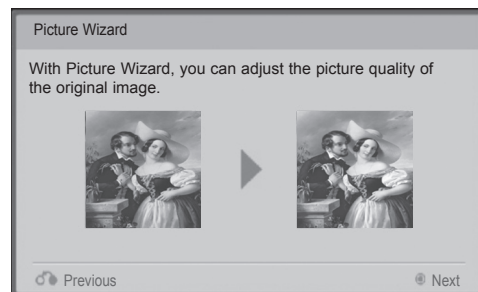 Picture Wizard
With Picture Wizard, you can adjust the picture quality of
the original image.
Previous
Next